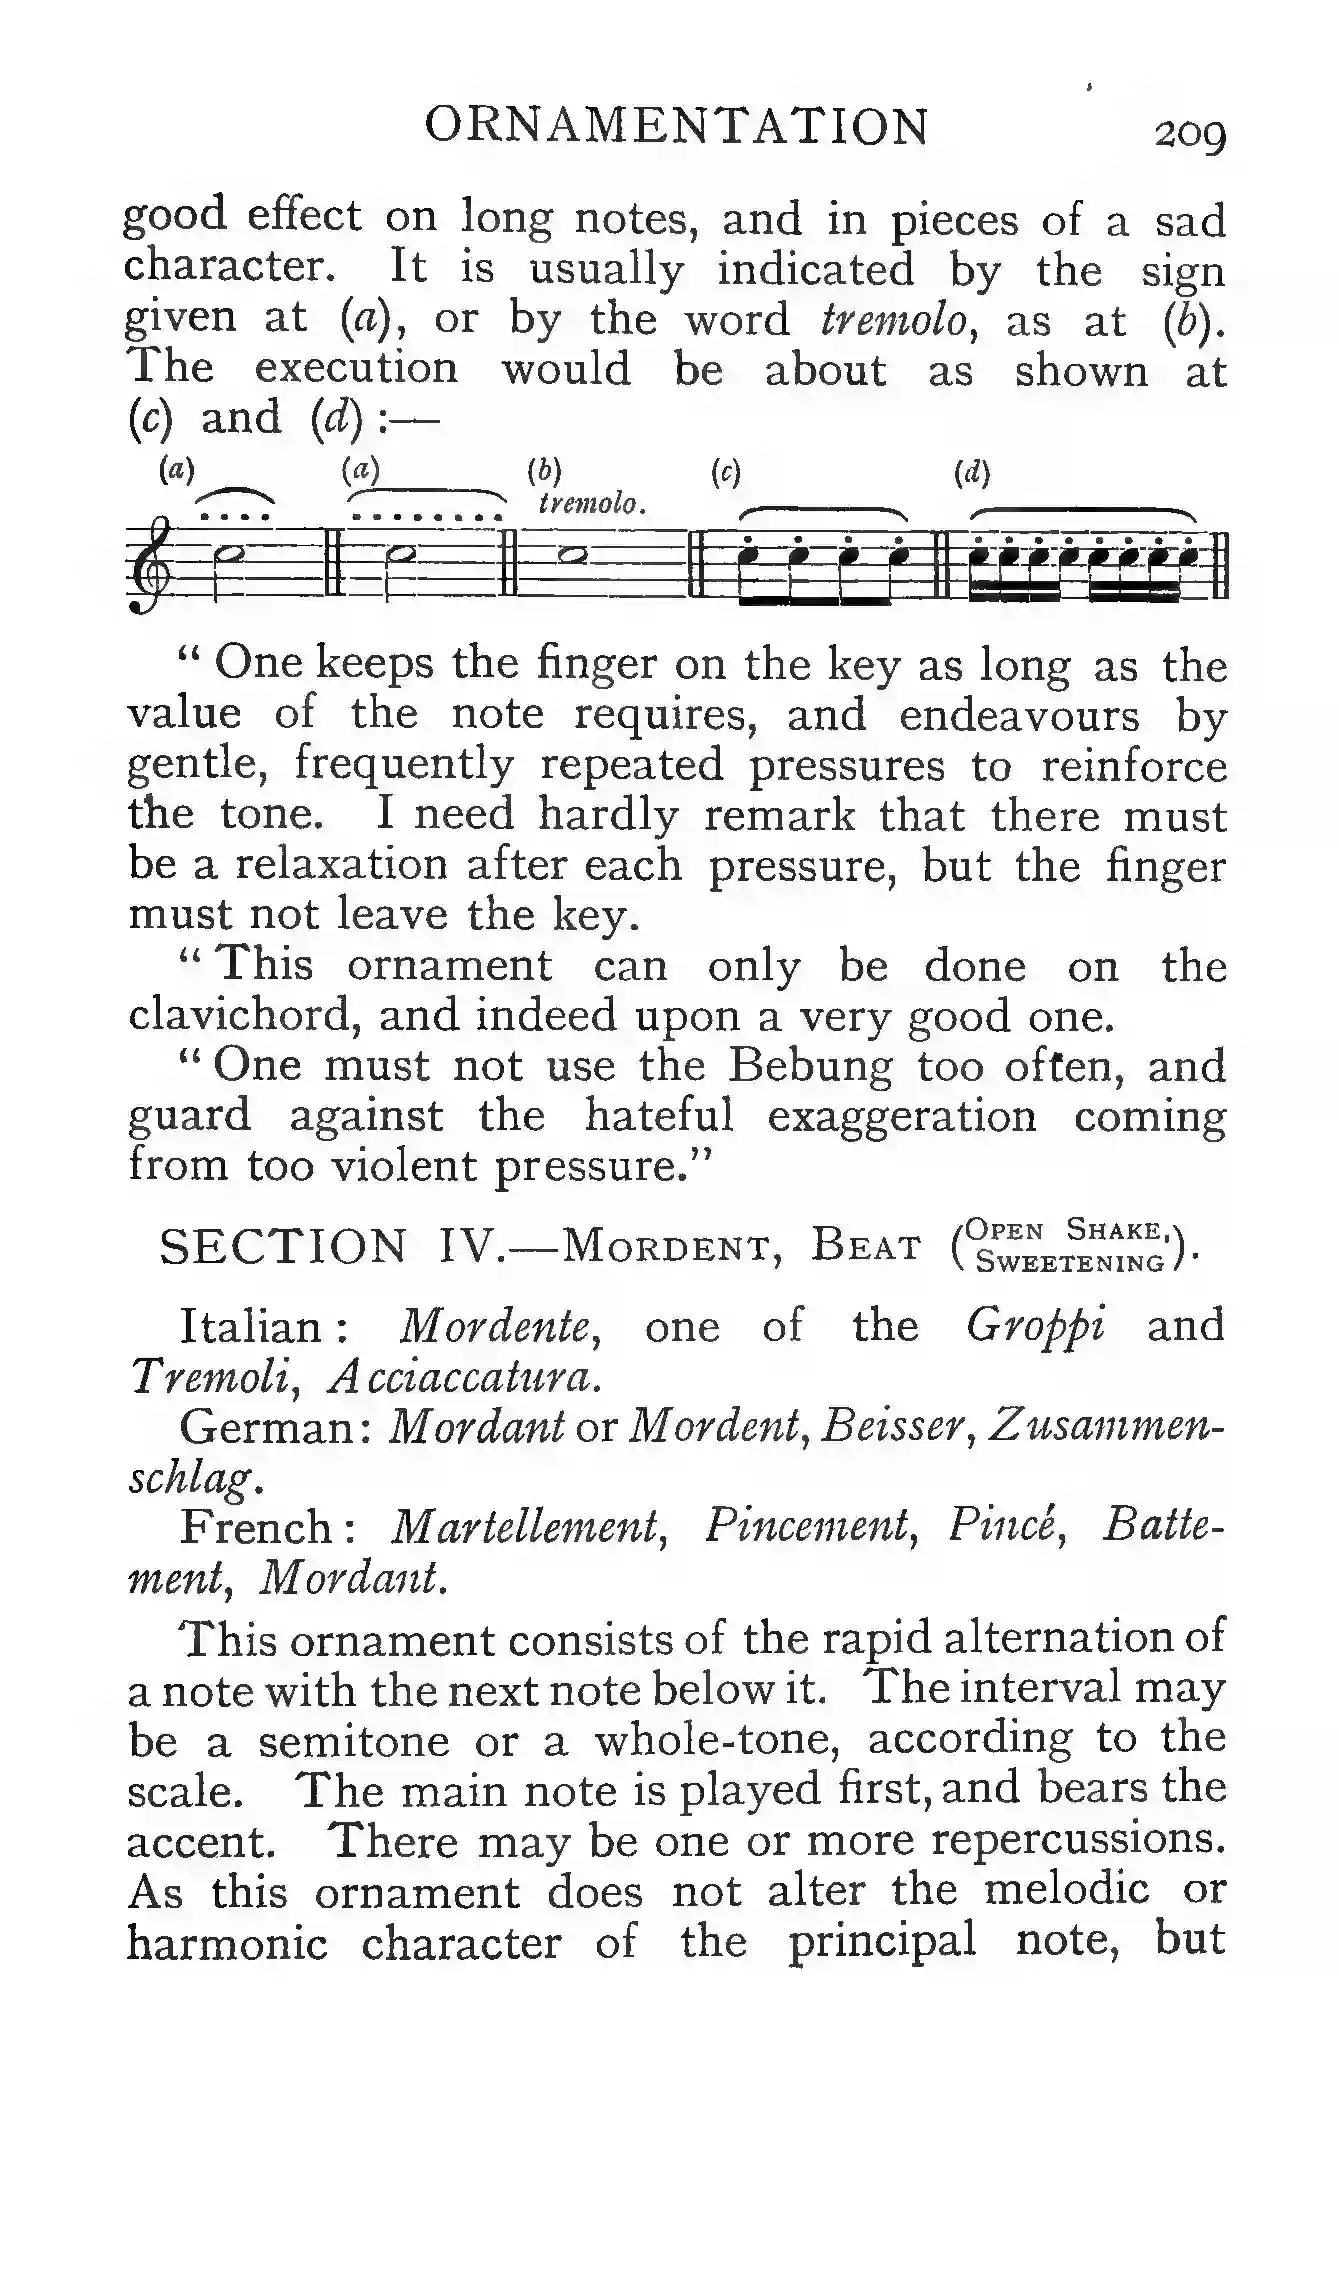 ORNAMENTATION 209
good effect on long notes, and in pieces of a sad
character. It is usually indicated by the sign
given at (a), or by the word tremolo, as at (b).
The execution would be about as shown at
(c) and (d) :—
(a) (a) (b) (c) (d)
tremolo.
“ One keeps the finger on the key as long as the
value of the note requires, and endeavours by
gentle, frequently repeated pressures to reinforce
the tone. I need hardly remark that there must
be a relaxation after each pressure, but the finger
must not leave the key.
“ This ornament can only be done on the
clavichord, and indeed upon a very good one.
“ One must not use the Bebung too often, and
guard against the hateful exaggeration coming
from too violent pressure.”
SECTION IV.—MORDENT, BEAT (OPEN SHAKE,
SWEETENING).
Italian : Mordente, one of the Groppi and
Tremoli, Acciaccatura.
German: Mordant or Mordent, Beisser, Zusammen-
schlag.
French : Martellement, Pincement, Pincé, Batte-
ment, Mordant.
This ornament consists of the rapid alternation of
a note with the next note below it. The interval may
be a semitone or a whole-tone, according to the
scale. The main note is played first, and bears the
accent. There may be one or more repercussions.
As this ornament does not alter the melodic or
harmonic character of the principal note, but